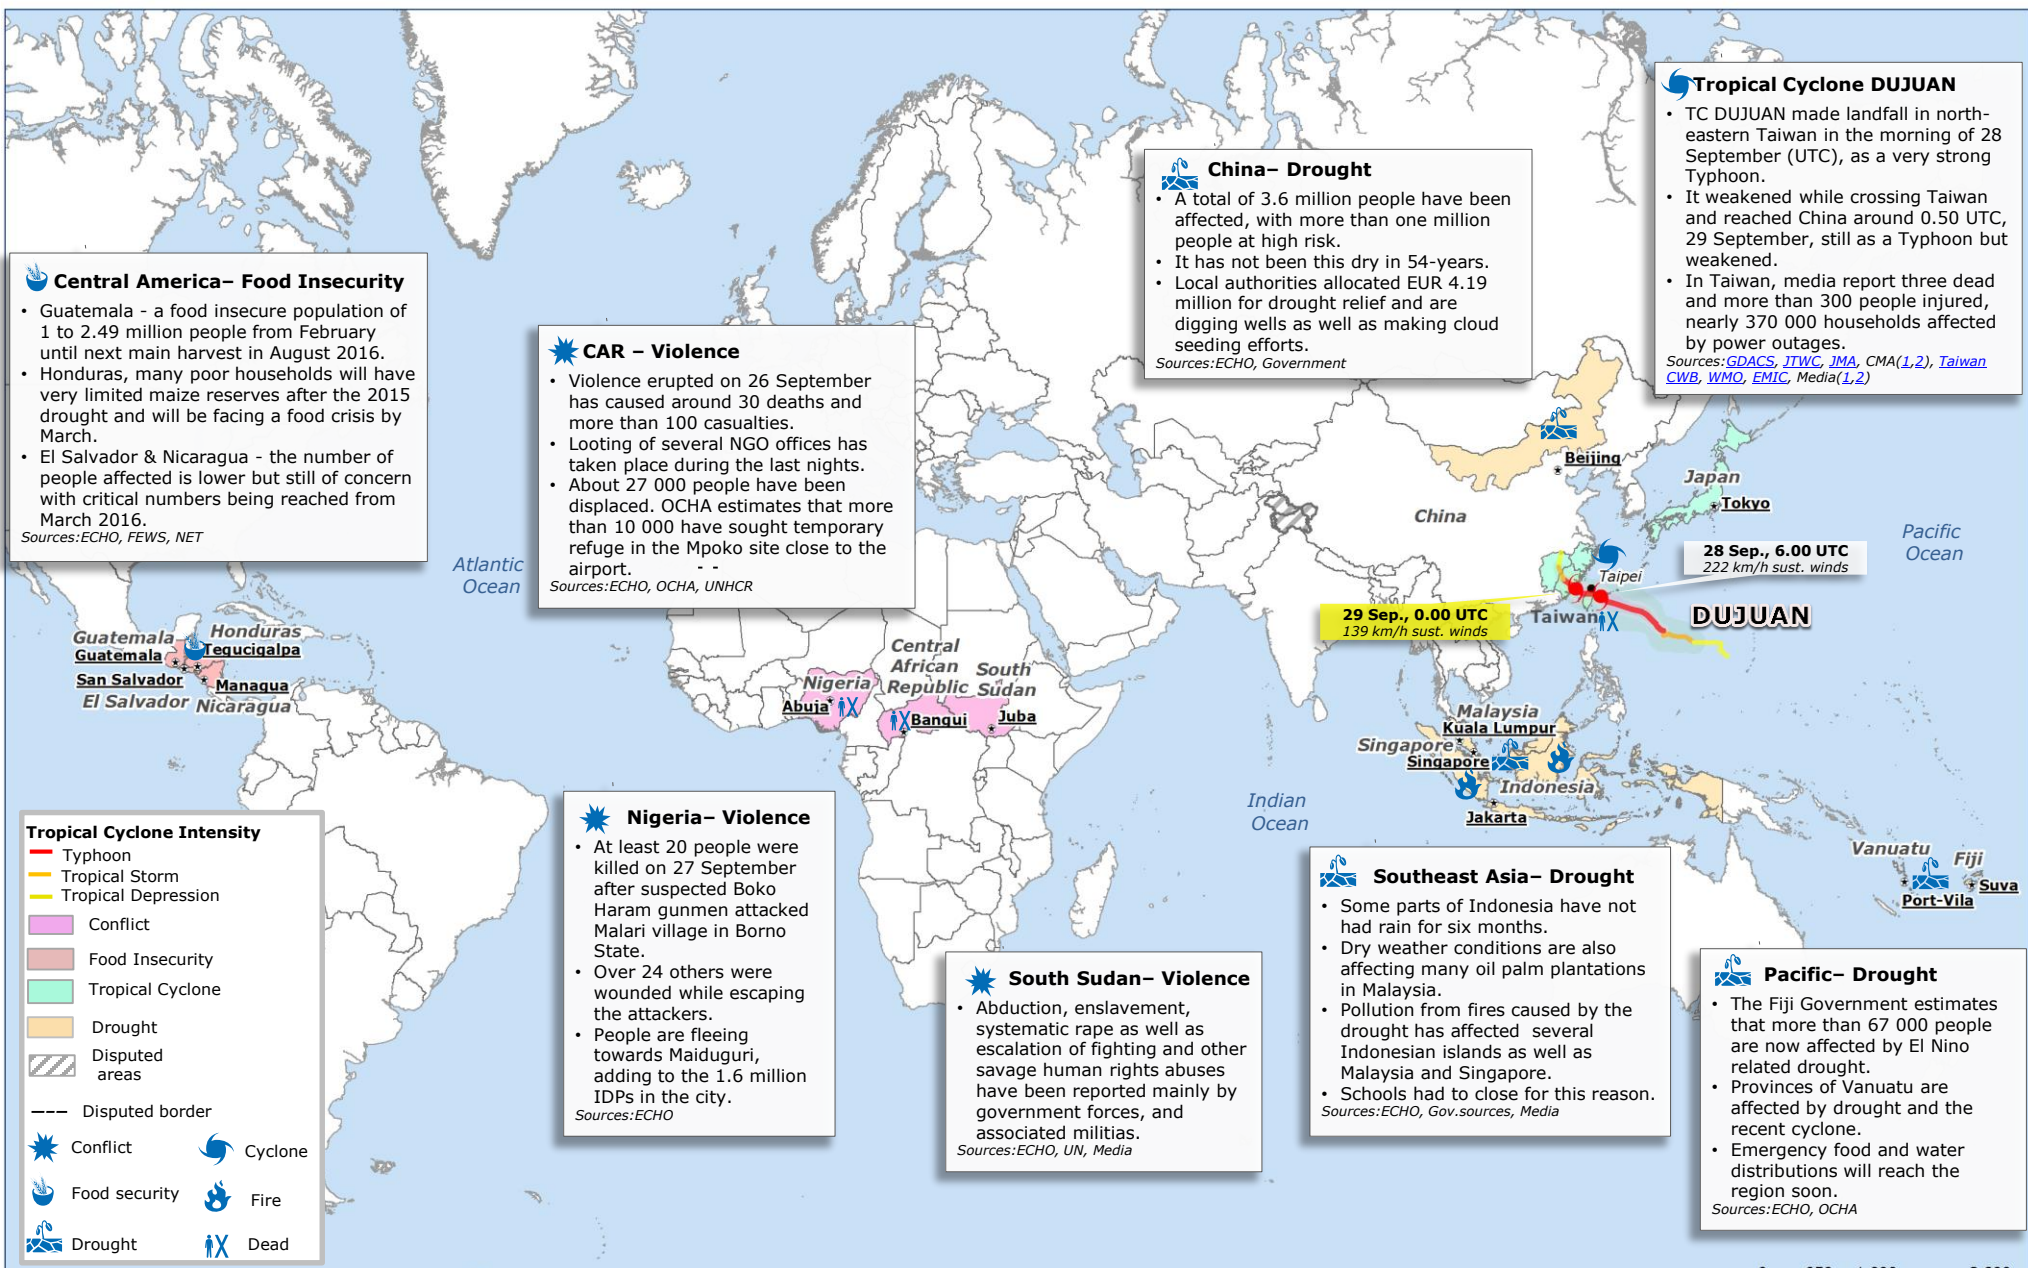 Tropical Cyclone DUJUAN
• TC DUJUAN made landfall in north-
eastern Taiwan in the morning of 28
September (UTC), as a very strong
Typhoon.
• It weakened while crossing Taiwan
and reached China around 0.50 UTC,
29 September, still as a Typhoon but
weakened.
• In Taiwan, media report three dead
and more than 300 people injured,
nearly 370 000 households affected
by power outages.
Sources:GDACS, JTWC, JMA, CMA(1,2), Taiwan
CWB, WMO, EMIC, Media(1,2)
China– Drought
• A total of 3.6 million people have been
affected, with more than one million
people at high risk.
• It has not been this dry in 54-years.
• Local authorities allocated EUR 4.19
million for drought relief and are
digging wells as well as making cloud
seeding efforts.
Sources:ECHO, Government
Central America– Food Insecurity
• Guatemala - a food insecure population of
1 to 2.49 million people from February
until next main harvest in August 2016.
• Honduras, many poor households will have
very limited maize reserves after the 2015
drought and will be facing a food crisis by
March.
• El Salvador & Nicaragua - the number of
people affected is lower but still of concern
with critical numbers being reached from
March 2016.
Sources:ECHO, FEWS, NET
CAR – Violence
• Violence erupted on 26 September
has caused around 30 deaths and
more than 100 casualties.
• Looting of several NGO offices has
taken place during the last nights.
• About 27 000 people have been
displaced. OCHA estimates that more
than 10 000 have sought temporary
refuge in the Mpoko site close to the
airport. - -
Sources:ECHO, OCHA, UNHCR
Beijing
Japan
Tokyo
China
Pacific
Ocean
Atlantic
Ocean
28 Sep., 6.00 UTC
222 km/h sust. winds
Taipei
29 Sep., 0.00 UTC
139 km/h sust. winds
Taiwan
DUJUAN
Guatemala
Honduras
Guatemala
Tegucigalpa
San Salvador
Managua
El Salvador
Nicaragua
Central
African
Republic
South
Sudan
Nigeria
Abuja
Bangui
Juba
Malaysia
Kuala Lumpur
Singapore
Singapore
Indonesia
Jakarta
Indian
Ocean
Vanuatu
Fiji
Suva
Port-Vila
Tropical Cyclone Intensity
Typhoon
Tropical Storm
Tropical Depression
Conflict
Food Insecurity
Tropical Cyclone
Drought
Disputed
areas
Disputed border
Conflict
Cyclone
Food security
Fire
Drought
Dead
Nigeria– Violence
• At least 20 people were
killed on 27 September
after suspected Boko
Haram gunmen attacked
Malari village in Borno
State.
• Over 24 others were
wounded while escaping
the attackers.
• People are fleeing
towards Maiduguri,
adding to the 1.6 million
IDPs in the city.
Sources:ECHO
South Sudan– Violence
• Abduction, enslavement,
systematic rape as well as
escalation of fighting and other
savage human rights abuses
have been reported mainly by
government forces, and
associated militias.
Sources:ECHO, UN, Media
Southeast Asia– Drought
• Some parts of Indonesia have not
had rain for six months.
• Dry weather conditions are also
affecting many oil palm plantations
in Malaysia.
• Pollution from fires caused by the
drought has affected several
Indonesian islands as well as
Malaysia and Singapore.
• Schools had to close for this reason.
Sources:ECHO, Gov.sources, Media
Pacific– Drought
• The Fiji Government estimates
that more than 67 000 people
are now affected by El Nino
related drought.
• Provinces of Vanuatu are
affected by drought and the
recent cyclone.
• Emergency food and water
distributions will reach the
region soon.
Sources:ECHO, OCHA